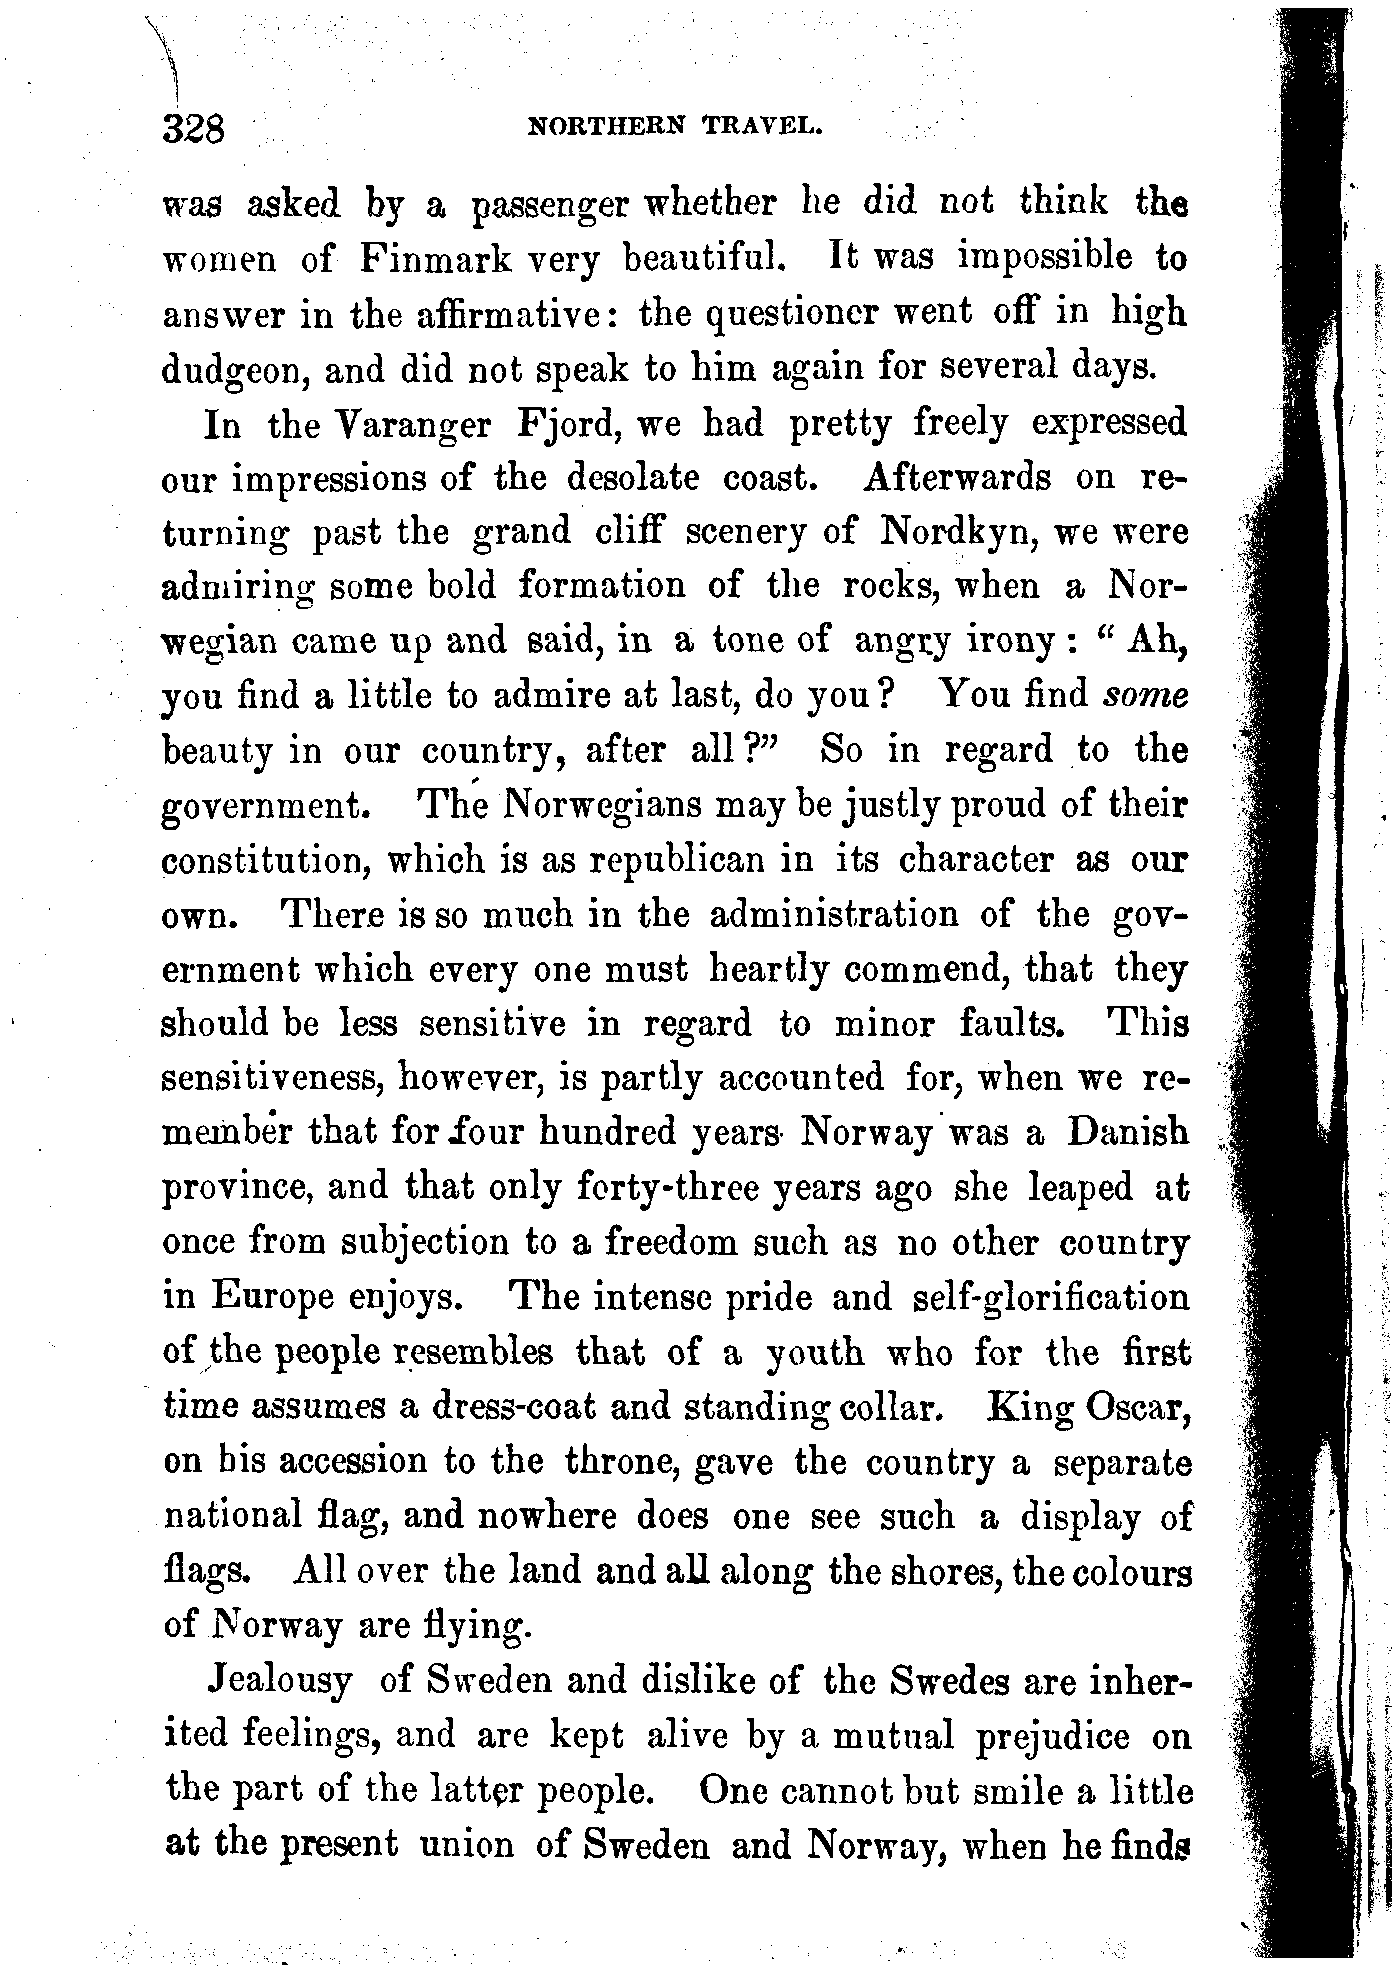 328 NORTHERN TRAVEL.
was asked by a passenger whether he did not think the
women of Finmark very beautiful. It was impossible to
answer in the affirmative: the questioner went off in high
dudgeon, and did not speak to him again for several days.
In the Varanger Fjord, we had pretty freely expressed
our impressions of the desolate coast. Afterwards on re-
turning past the grand cliff scenery of Nordkyn, we were
admiring some bold formation of the rocks, when a Nor-
wegian came up and said, in a tone of angry irony: “Ah,
you find a little to admire at last, do you? You find some
beauty in our country, after all?” So in regard to the
government. The Norwegians may be justly proud of their
constitution, which is as republican in its character as our
own. There is so much in the administration of the gov-
ernment which every one must heartly commend, that they
should be less sensitive in regard to minor faults. This
sensitiveness, however, is partly accounted for, when we re-
member that for four hundred years Norway was a Danish
province, and that only forty-three years ago she leaped at
once from subjection to a freedom such as no other country
in Europe enjoys. The intense pride and self-glorification
of the people resembles that of a youth who for the first
time assumes a dress-coat and standing collar. King Oscar,
on his accession to the throne, gave the country a separate
national flag, and nowhere does one see such a display of
flags. All over the land and all along the shores, the colours
of Norway are flying.
Jealousy of Sweden and dislike of the Swedes are inher-
ited feelings, and are kept alive by a mutual prejudice on
the part of the latter people. One cannot but smile a little
at the present union of Sweden and Norway, when he finds